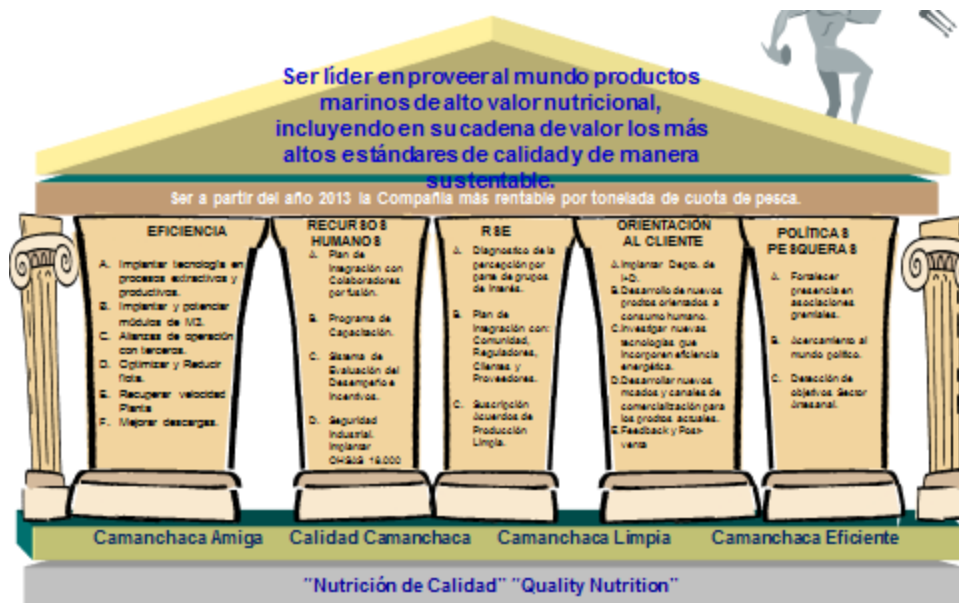 Ser líder en proveer al mundo productos
marinos de alto valor nutricional,
incluyendo en su cadena de valor los más
altos estándares de calidad y de manera
sustentable.
Ser a partir del año 2013 la Compañia más rentable por tonelada de cuota de pesca.
EFICIENCIA
A. Implantar tecnología en
procesos extractivos y
productivos.
B. Implantar y potenciar
módulos de
C. Alianzas de operación
con terceros.
D. Optimizar y Reducir
flota.
E. Recuperar velocidad
Planta
F. Mejorar descargas.
RECURSOS
HUMANOS
A. Plan de
Integración con
Colaboradores
por fusión.
B. Programa de
Capacitación.
C. Sistema de
Evaluación del
Desempeño e
Incentivos.
D. Seguridad
Industrial.
Implantar
OHSAS 18.000
RSE
A. Diagnostico de la
percepción por
parte de grupos
de Interés.
B. Plan de
Integración con:
Comunidad,
Reguladores,
Clientes y
Proveedores.
C. Suscripción
Acuerdos de
Producción
Limpia.
ORIENTACIÓN
AL CLIENTE
A. Implantar Depto. de
I+D.
B. Desarrollo de nuevos
prodtos orientados a
consumo humano.
C. Investigar nuevas
tecnologías que
incorporen eficiencia
energética.
D. Desarrollar nuevos
mcados y canales de
comercialización para
los prodtos actuales.
E. Feedback y Post-
venta
POLÍTICAS
PESQUERAS
A. Fortalecer
presencia en
asociaciones
gremiales.
B. Acercamiento al
mundo político.
C. Detección de
objetivos Sector
Artesanal.
Camanchaca Amiga Calidad Camanchaca Camanchaca Limpia Camanchaca Eficiente
"Nutrición de Calidad" "Quality Nutrition"